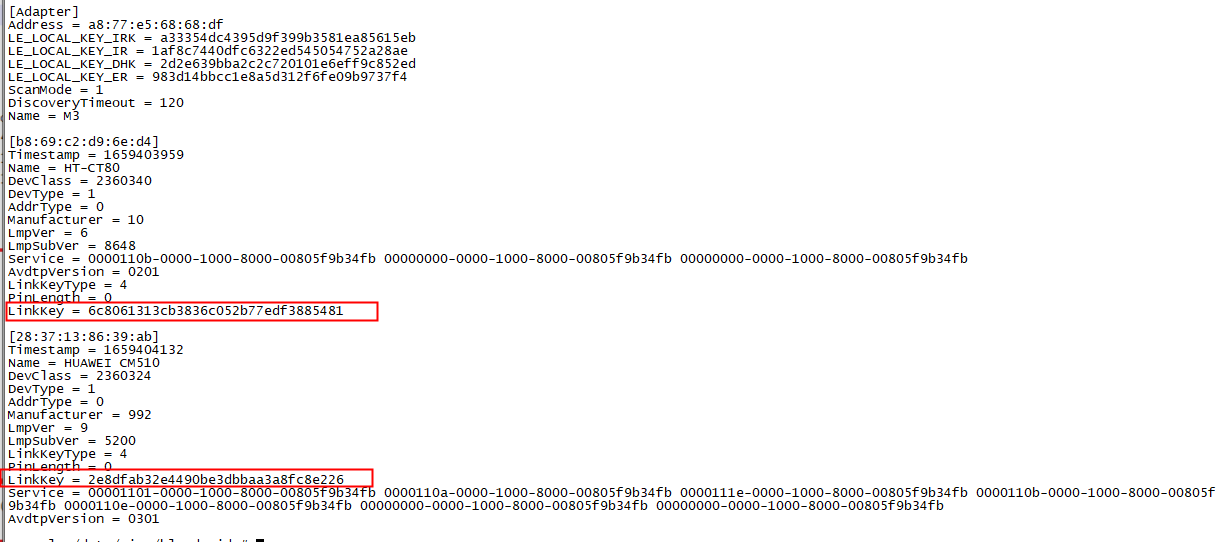 [Adapter]
Address = a8:77:e5:68:68:df
LE_LOCAL_KEY_IRK = a33354dc4395d9f399b3581ea85615eb
LE_LOCAL_KEY_IR = 1af8c7440dfc6322ed545054752a28ae
LE_LOCAL_KEY_DHK = 2d2e639bba2c2c720101e6eff9c852ed
LE_LOCAL_KEY_ER = 983d14bbcc1e8a5d312f6fe09b9737f4
ScanMode = 1
DiscoveryTimeout = 120
Name = M3
[b8:69:c2:d9:6e:d4]
Timestamp = 1659403959
Name = HT-CT80
DevClass = 2360340
DevType = 1
AddrType = 0
Manufacturer = 10
LmpVer = 6
LmpSubVer = 8648
Service = 0000110b-0000-1000-8000-00805f9b34fb 00000000-0000-1000-8000-00805f9b34fb 00000000-0000-1000-8000-00805f9b34fb
AvdtpVersion = 0201
LinkKeyType = 4
PinLength = 0
LinkKey = 6c8061313cb3836c052b77edf3885481
[28:37:13:86:39:ab]
Timestamp = 1659404132
Name = HUAWEI CM510
DevClass = 2360324
DevType = 1
AddrType = 0
Manufacturer = 992
LmpVer = 9
LmpSubVer = 5200
LinkKeyType = 4
PinLength = 0
LinkKey = 2e8dfab32e4490be3dbbaa3a8fc8e226
Service = 00001101-0000-1000-8000-00805f9b34fb 0000110a-0000-1000-8000-00805f9b34fb 0000111e-0000-1000-8000-00805f9b34fb 0000110b-0000-1000-8000-00805f
9b34fb 0000110e-0000-1000-8000-00805f9b34fb 00000000-0000-1000-8000-00805f9b34fb 00000000-0000-1000-8000-00805f9b34fb
AvdtpVersion = 0301